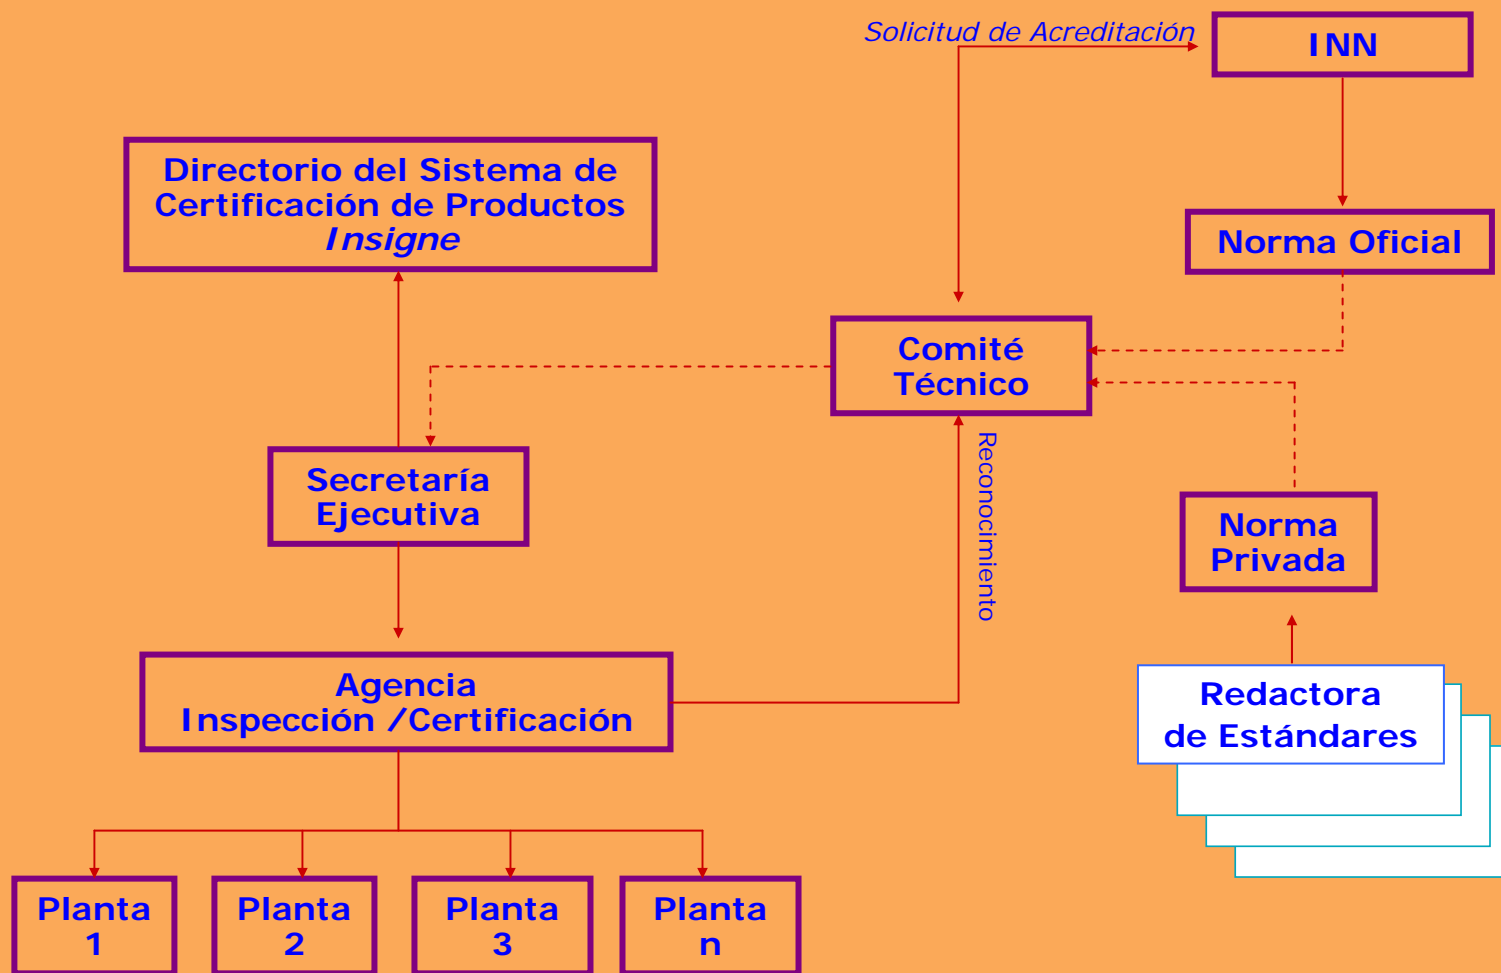 Solicitud de Acreditación
INN
Directorio del Sistema de
Certificación de Productos
Insigne
Norma Oficial
Comité
Técnico
Secretaría
Ejecutiva
Reconocimiento
Norma
Privada
Agencia
Inspección /Certificación
Redactora
de Estándares
Planta
1
Planta
2
Planta
3
Planta
n